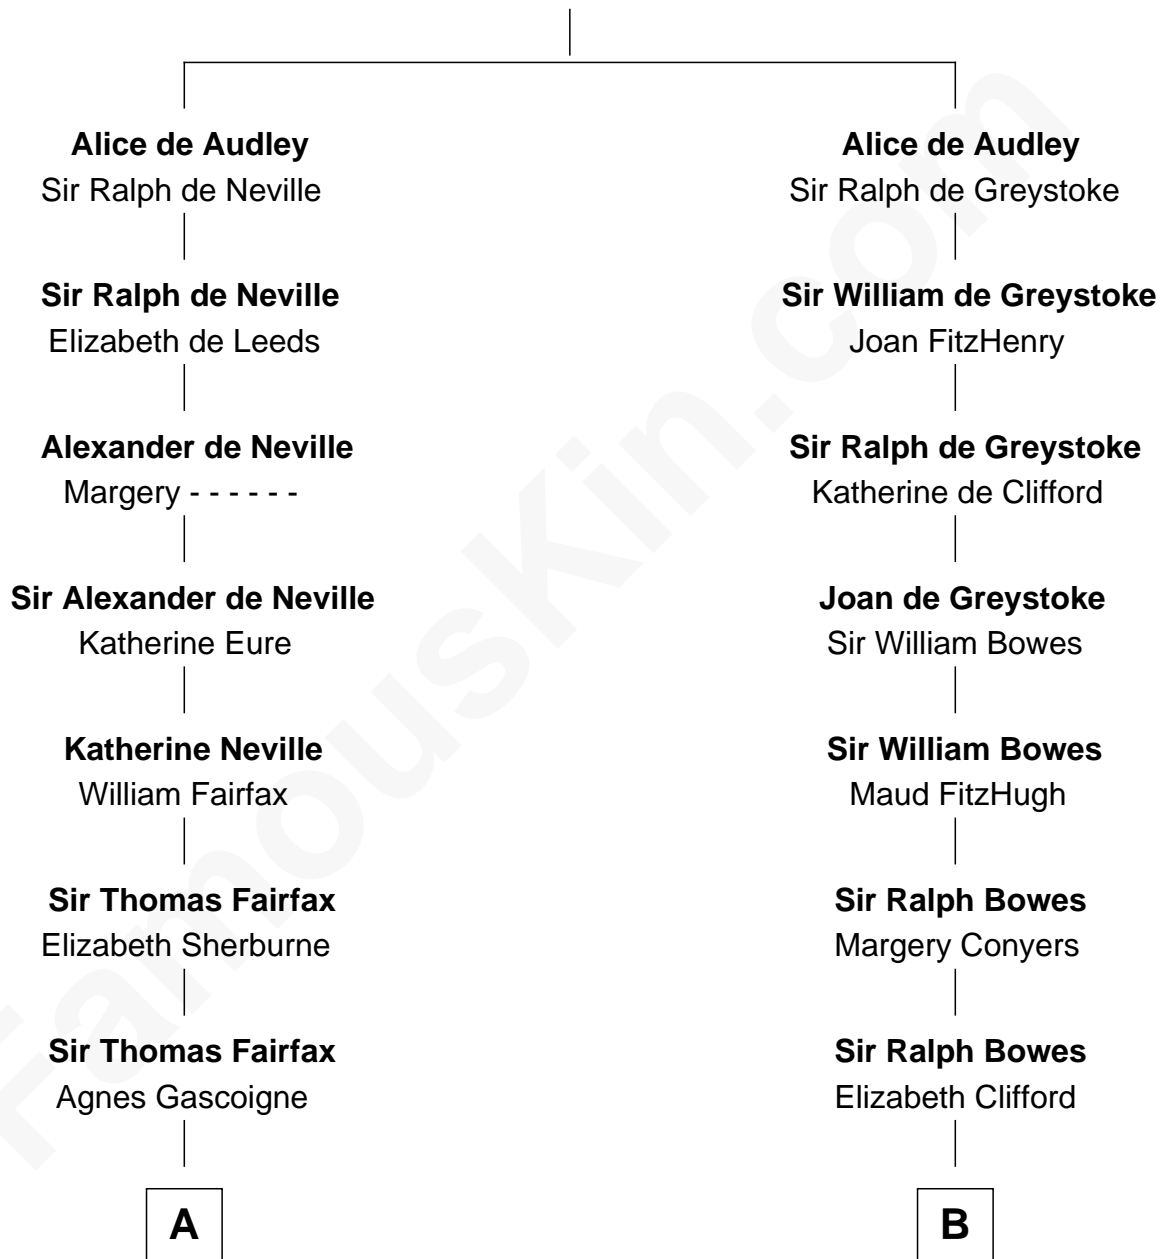 Alice de Audley
Sir Ralph de Neville
Sir Ralph de Neville
Elizabeth de Leeds
Alexander de Neville
Margery - - - - - -
Sir Alexander de Neville
Katherine Eure
Katherine Neville
William Fairfax
Sir Thomas Fairfax
Elizabeth Sherburne
Sir Thomas Fairfax
Agnes Gascoigne
A
Alice de Audley
Sir Ralph de Greystoke
Sir William de Greystoke
Joan FitzHenry
Sir Ralph de Greystoke
Katherine de Clifford
Joan de Greystoke
Sir William Bowes
Sir William Bowes
Maud FitzHugh
Sir Ralph Bowes
Margery Conyers
Sir Ralph Bowes
Elizabeth Clifford
B
FamousKin.com